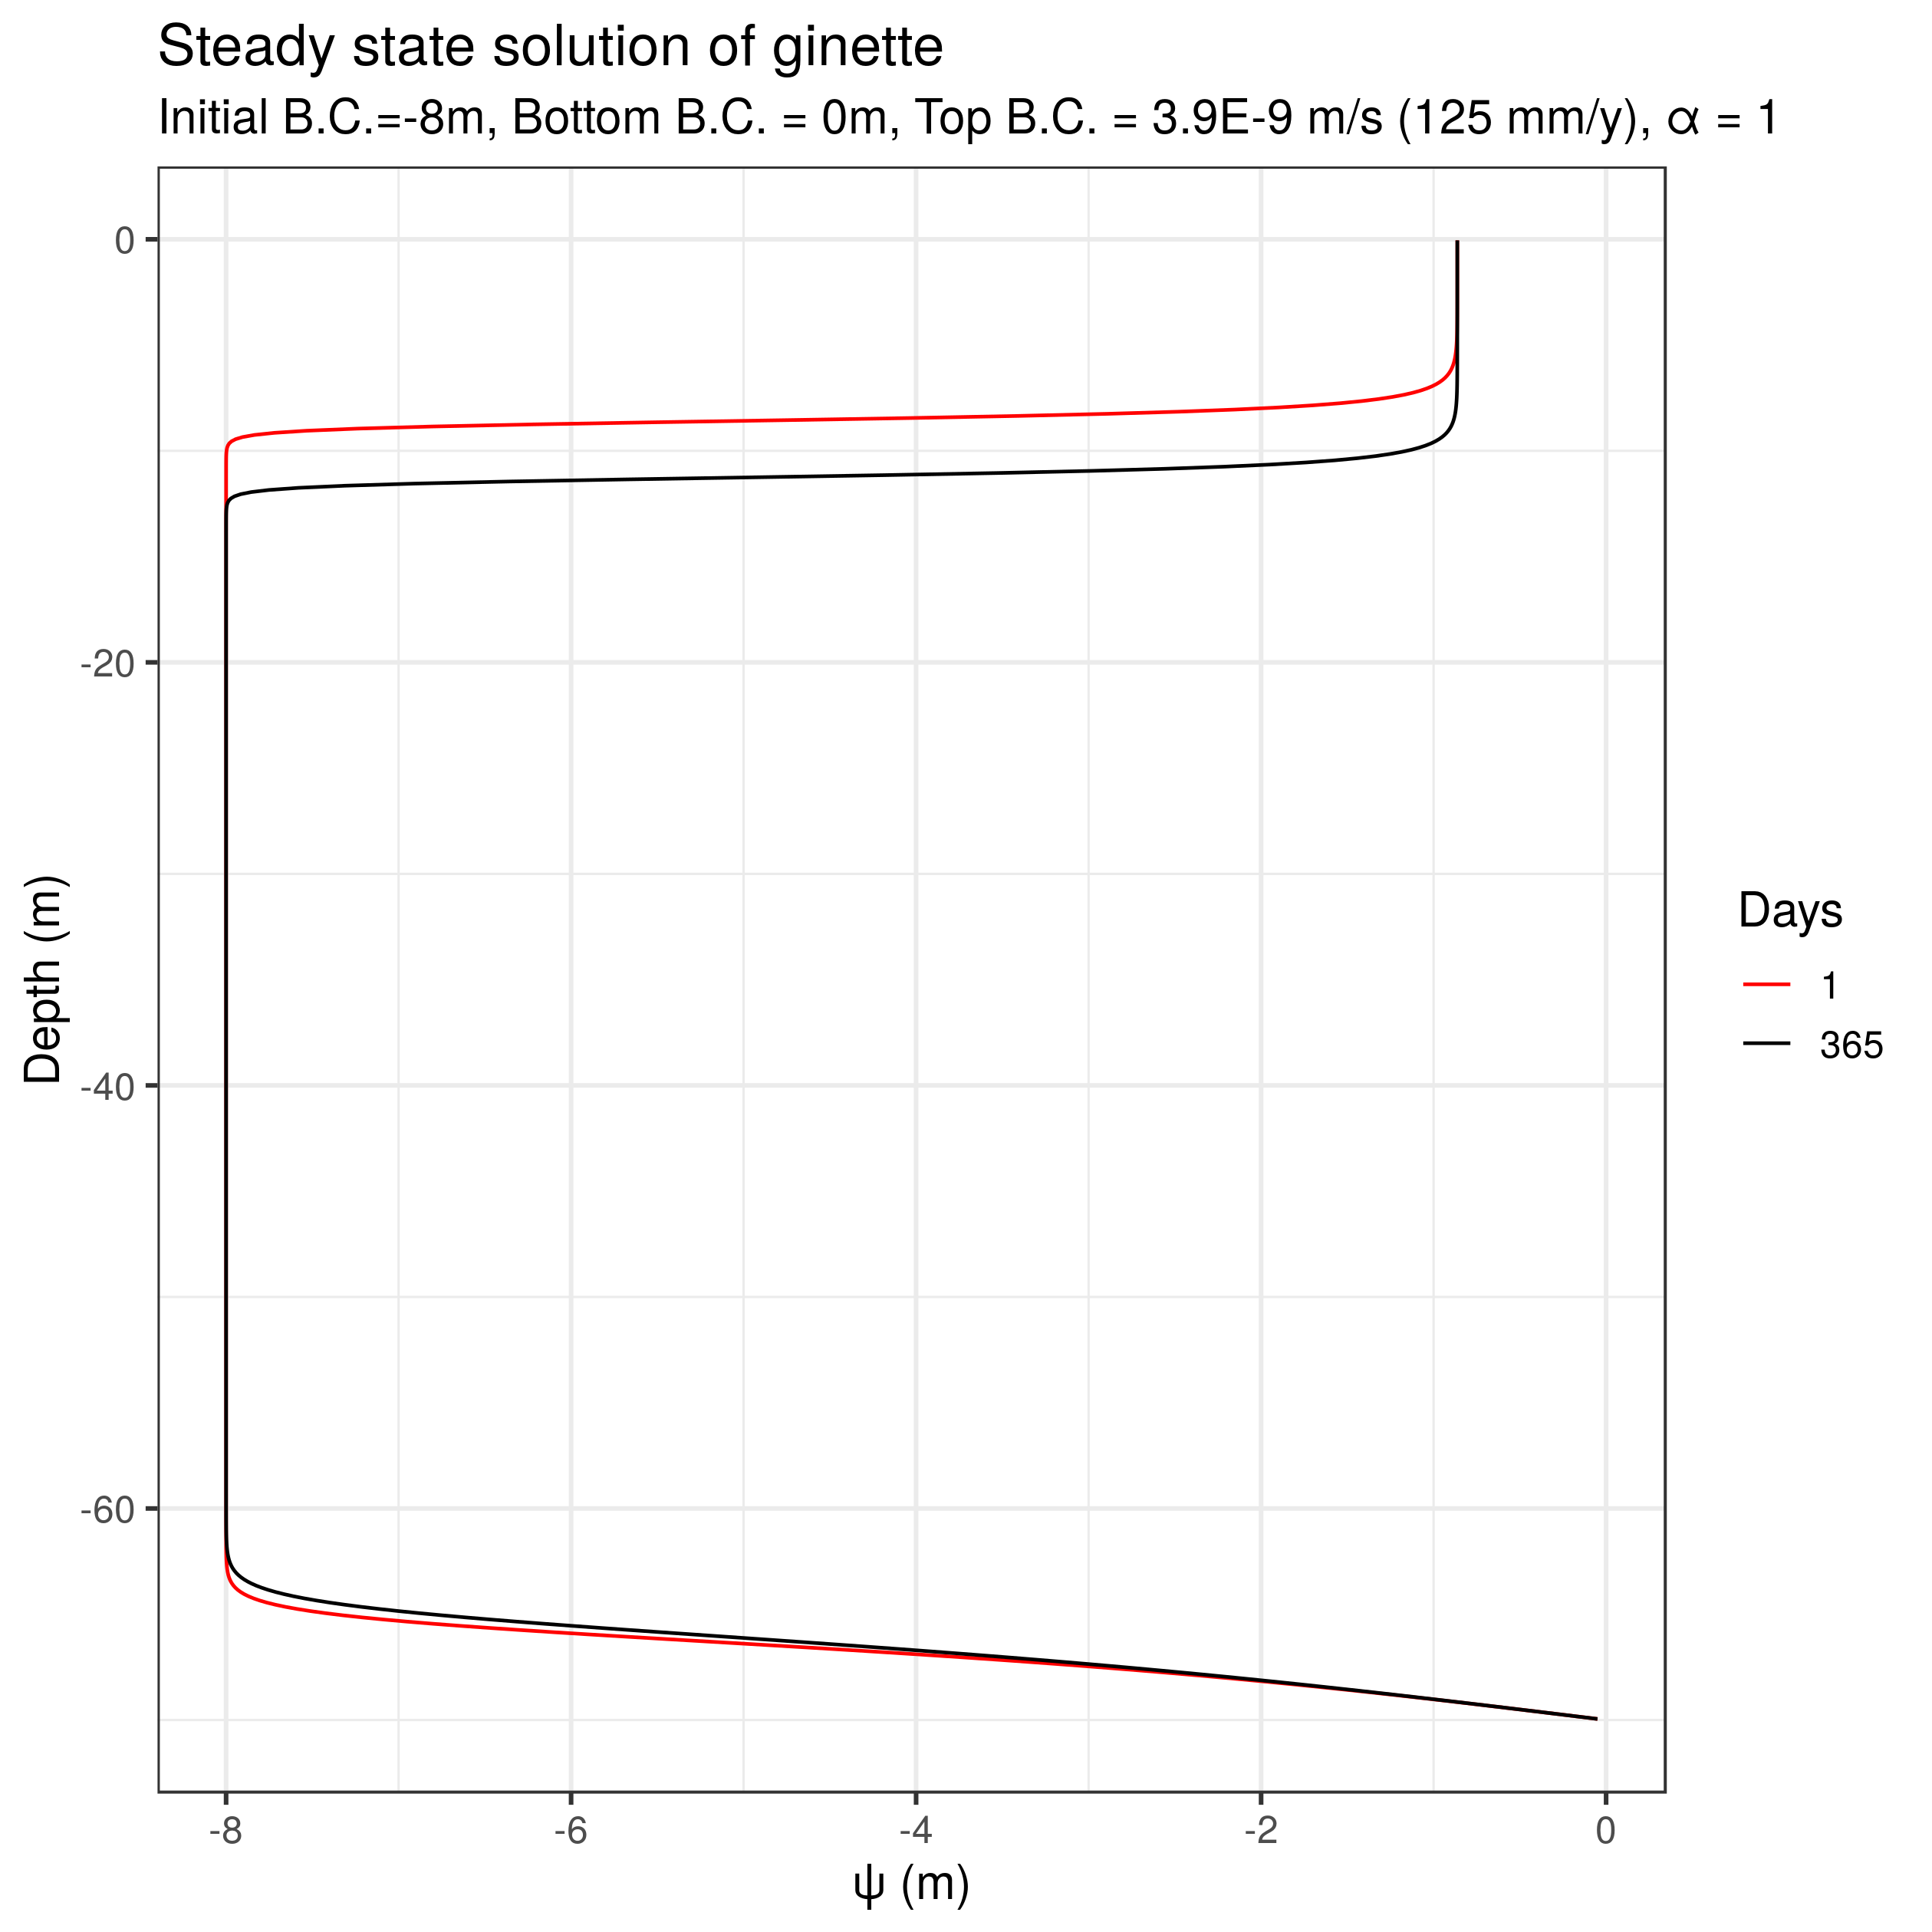 Steady state solution of ginette
Initial B.C.=-8m, Bottom B.C. = 0m, Top B.C. = 3.9E-9 m/s (125 mm/y), α = 1
0
-20
-40
-60
Depth (m)
-8
-6
-4
-2
0
ψ (m)
Days
1
365